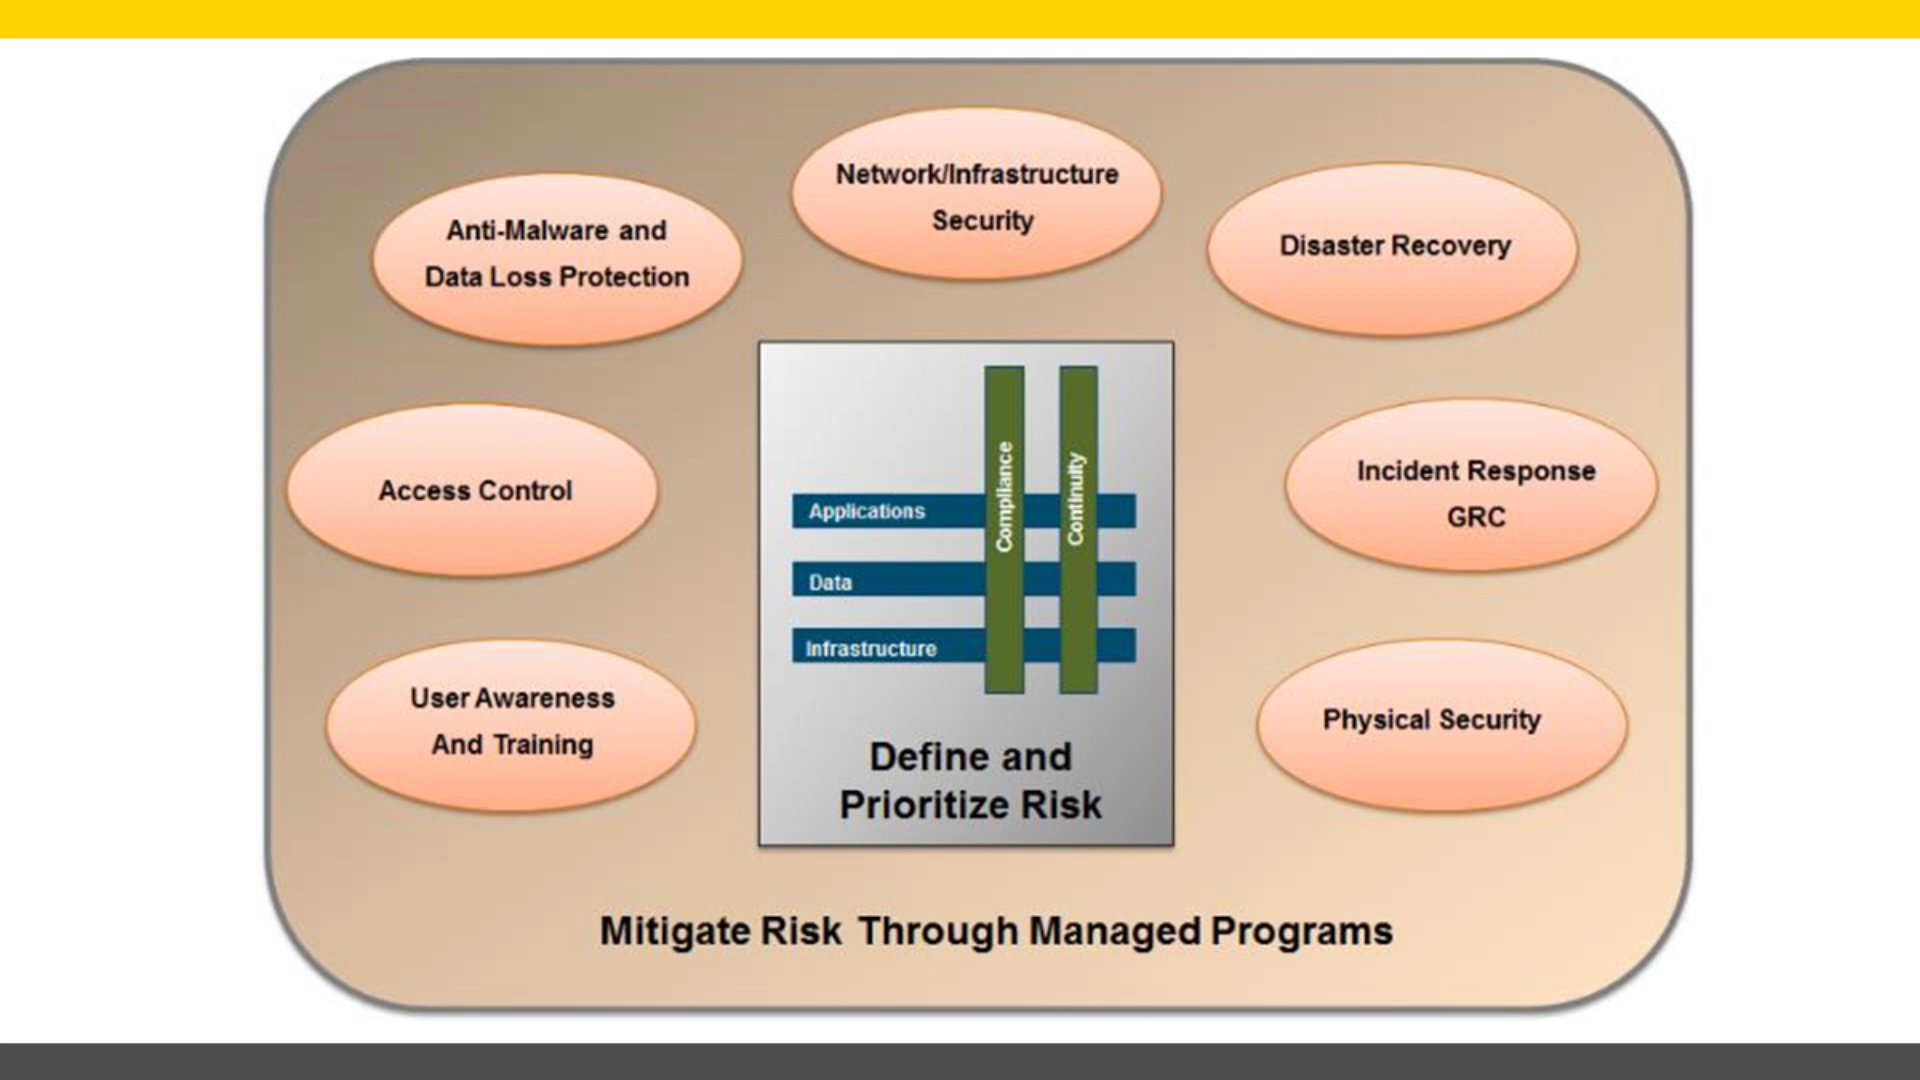 Network/Infrastructure
Security
Anti-Malware and
Data Loss Protection
Disaster Recovery
Access Control
Incident Response
GRC
User Awareness
And Training
Physical Security
Compliance
Continuity
Applications
Data
Infrastructure
Define and
Prioritize Risk
Mitigate Risk Through Managed Programs